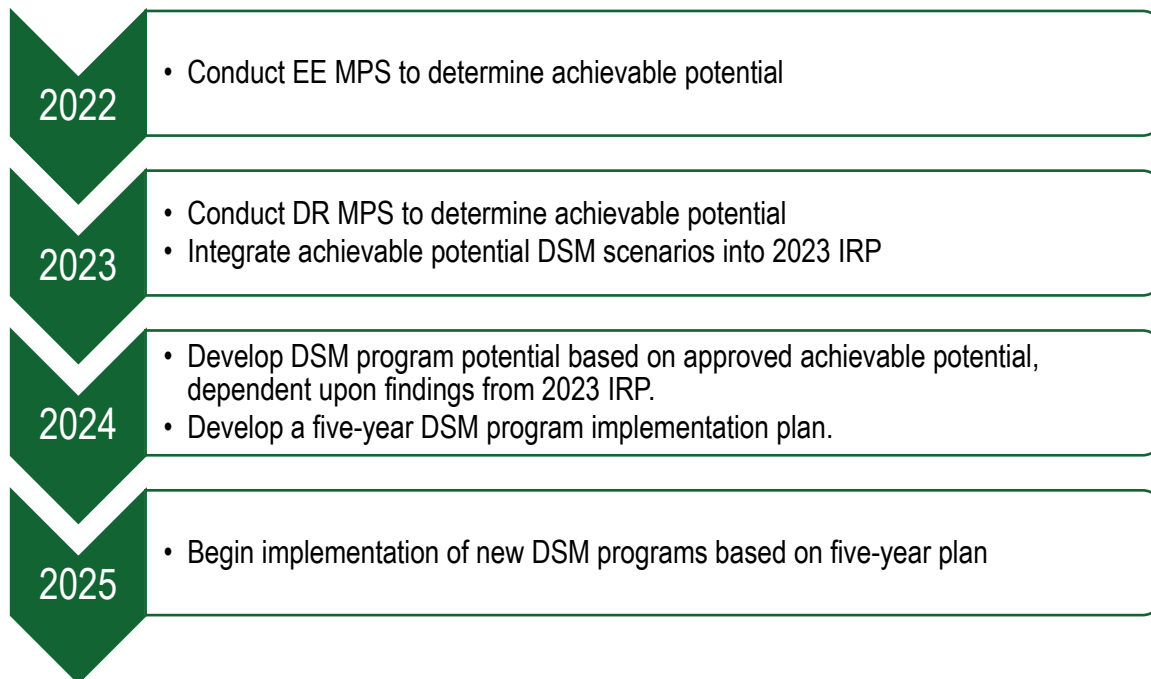 2022
• Conduct EE MPS to determine achievable potential
2023
• Conduct DR MPS to determine achievable potential
• Integrate achievable potential DSM scenarios into 2023 IRP
2024
• Develop DSM program potential based on approved achievable potential,
dependent upon findings from 2023 IRP.
• Develop a five-year DSM program implementation plan.
2025
• Begin implementation of new DSM programs based on five-year plan